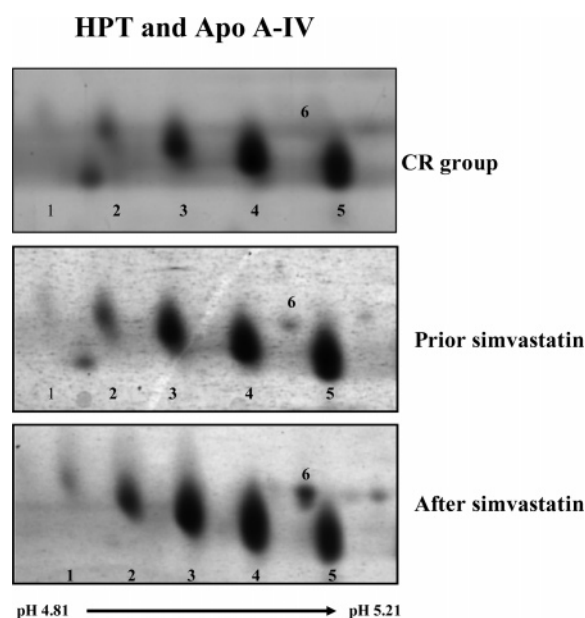 HPT and Apo A-IV
6
CR group
1 2 3 4 5
6
Prior simvastatin
1 2 3 4 5
6
After simvastatin
1 2 3 4 5
pH 4.81 pH 5.21